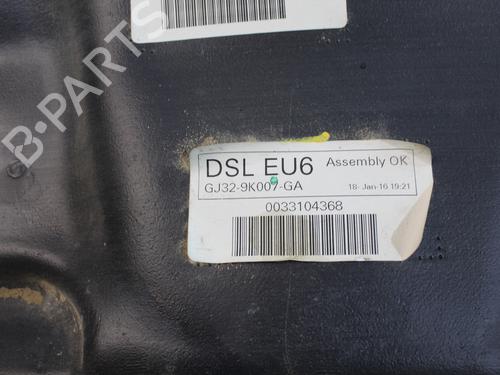 B-PARTS
DSL EU6 Assembly OK
GJ32-9K007-GA 18- Jan-16 19:21
0033104368